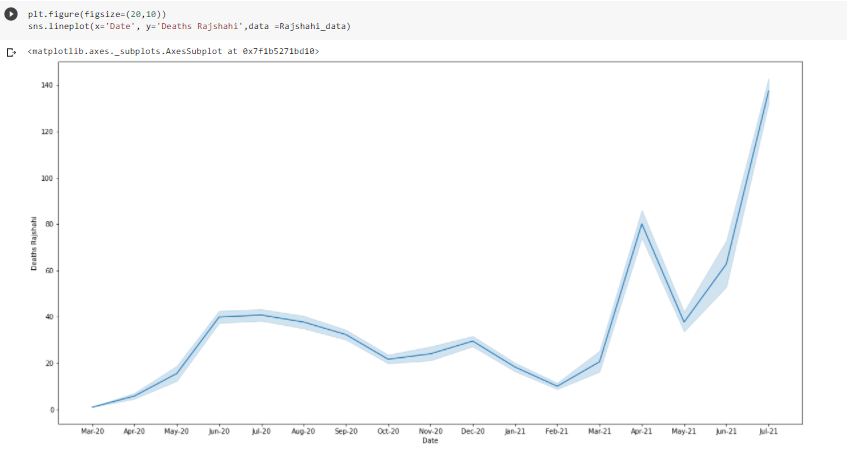 plt.figure(figsize=(20,10))
sns.lineplot(x='Date', y='Deaths Rajshahi',data =Rajshahi_data)
<matplotlib.axes._subplots.AxesSubplot at 0x7f1b5271bd10>
140
120
100
80
60
40
20
0
Deaths Rajshahi
Mar-20 Apr-20 May-20 Jun-20 Jul-20 Aug-20 Sep-20 Oct-20 Nov-20 Dec-20 Jan-21 Feb-21 Mar-21 Apr-21 May-21 Jun-21 Jul-21
Date